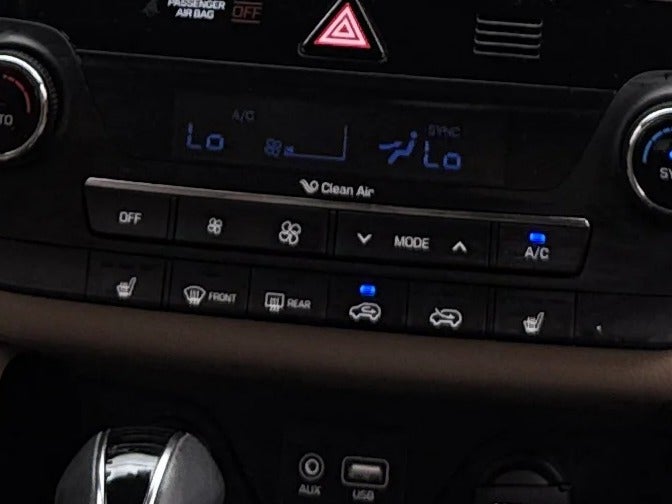 PASSENGER
AIR BAG OFF
A/C SYNC
Lo Lo
Clean Air
OFF MODE A/C
FRONT REAR
AUX USB